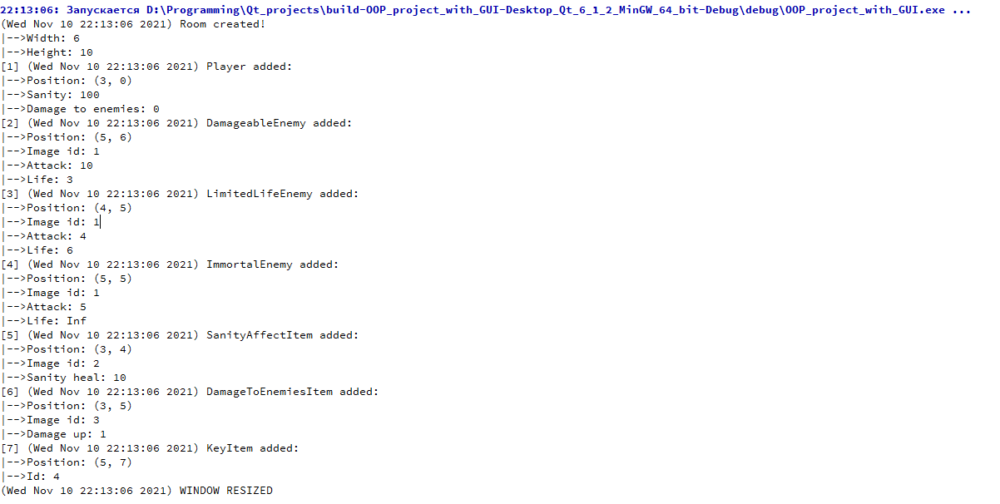 22:13:06: Запускается D:\Programming\Qt_projects\build-OOP_project_with_GUI-Desktop_Qt_6_1_2_MinGW_64_bit-Debug\debug\OOP_project_with_GUI.exe ...
(Wed Nov 10 22:13:06 2021) Room created!
|-->Width: 6
|-->Height: 10
[1] (Wed Nov 10 22:13:06 2021) Player added:
|-->Position: (3, 0)
|-->Sanity: 100
|-->Damage to enemies: 0
[2] (Wed Nov 10 22:13:06 2021) DamageableEnemy added:
|-->Position: (5, 6)
|-->Image id: 1
|-->Attack: 10
|-->Life: 3
[3] (Wed Nov 10 22:13:06 2021) LimitedLifeEnemy added:
|-->Position: (4, 5)
|-->Image id: 1
|-->Attack: 4
|-->Life: 6
[4] (Wed Nov 10 22:13:06 2021) ImmortalEnemy added:
|-->Position: (5, 5)
|-->Image id: 1
|-->Attack: 5
|-->Life: Inf
[5] (Wed Nov 10 22:13:06 2021) SanityAffectItem added:
|-->Position: (3, 4)
|-->Image id: 2
|-->Sanity heal: 10
[6] (Wed Nov 10 22:13:06 2021) DamageToEnemiesItem added:
|-->Position: (3, 5)
|-->Image id: 3
|-->Damage up: 1
[7] (Wed Nov 10 22:13:06 2021) KeyItem added:
|-->Position: (5, 7)
|-->Id: 4
(Wed Nov 10 22:13:06 2021) WINDOW RESIZED